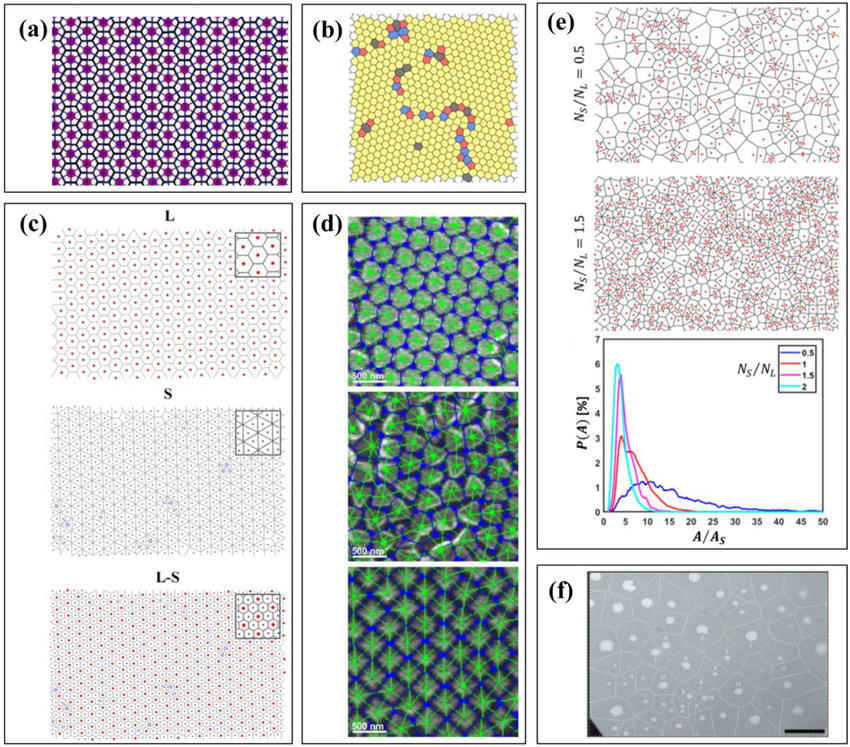 (a)
(b)
(c)
L
S
L-S
(d)
500 nm
500 nm
500 nm
(e)
N_S/N_L = 0.5
N_S/N_L = 1.5
7
6
5
4
3
2
1
0
P(A) [%]
N_S/N_L
0.5
1
1.5
2
0 5 10 15 20 25 30 35 40 45 50
A/A_S
(f)